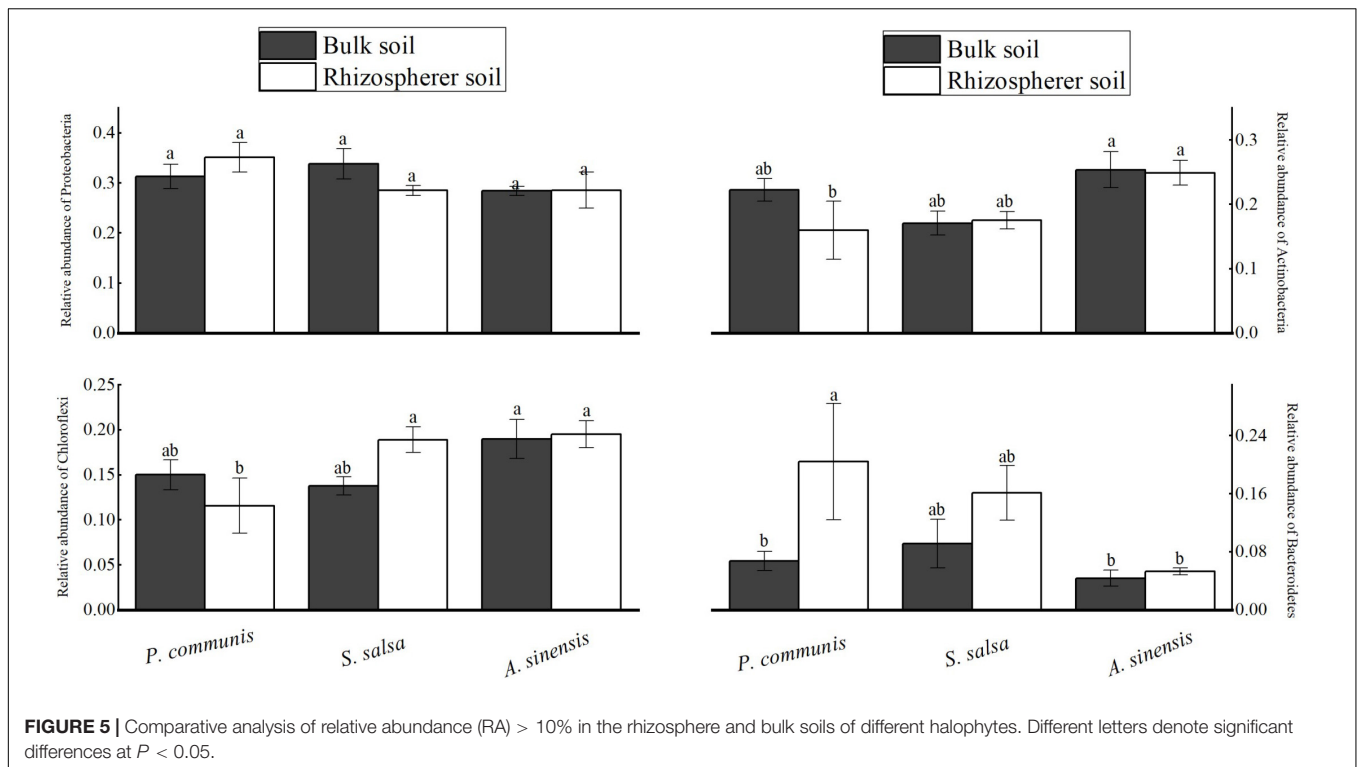 Bulk soil
Rhizospherer soil
Bulk soil
Rhizospherer soil
Relative abundance of Proteobacteria
0.4
0.3
0.2
0.1
0.0
a
a
a
a
a
a
Relative abundance of Actinobacteria
0.3
0.2
0.1
0.0
ab
b
ab
ab
a
a
Relative abundance of Chloroflexi
0.25
0.20
0.15
0.10
0.05
0.00
ab
b
ab
a
a
a
P. communis
S. salsa
A. sinensis
Relative abundance of Bacteroidetes
0.24
0.16
0.08
0.00
b
a
ab
ab
b
b
P. communis
S. salsa
A. sinensis
FIGURE 5 | Comparative analysis of relative abundance (RA) > 10% in the rhizosphere and bulk soils of different halophytes. Different letters denote significant
differences at P < 0.05.